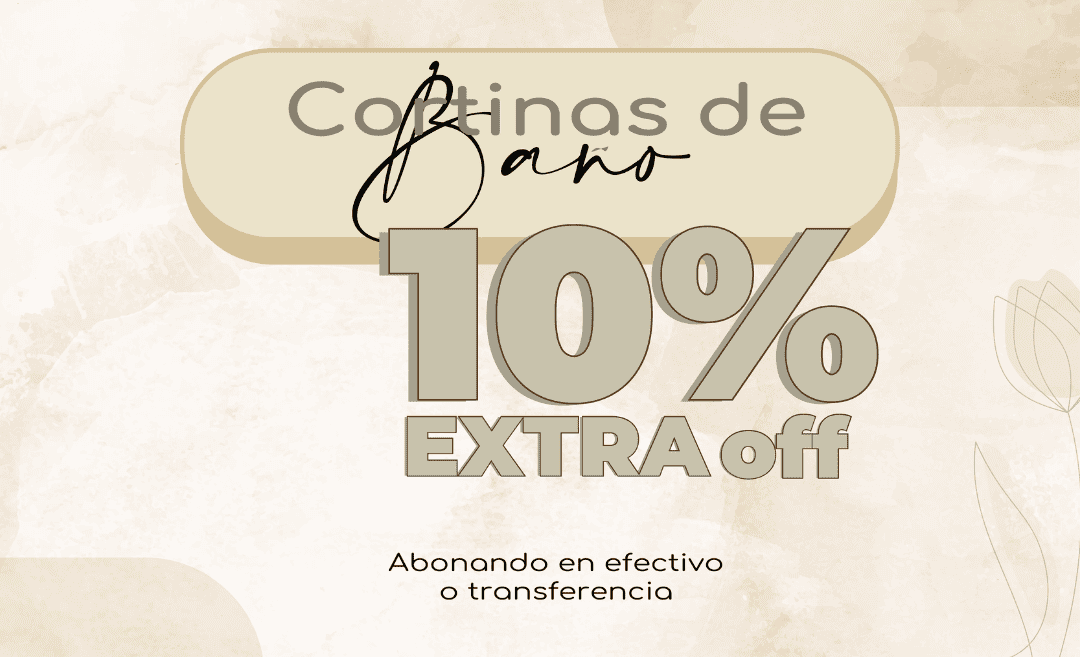 Cortinas de
Baño
10%
EXTRA off
Abonando en efectivo
o transferencia